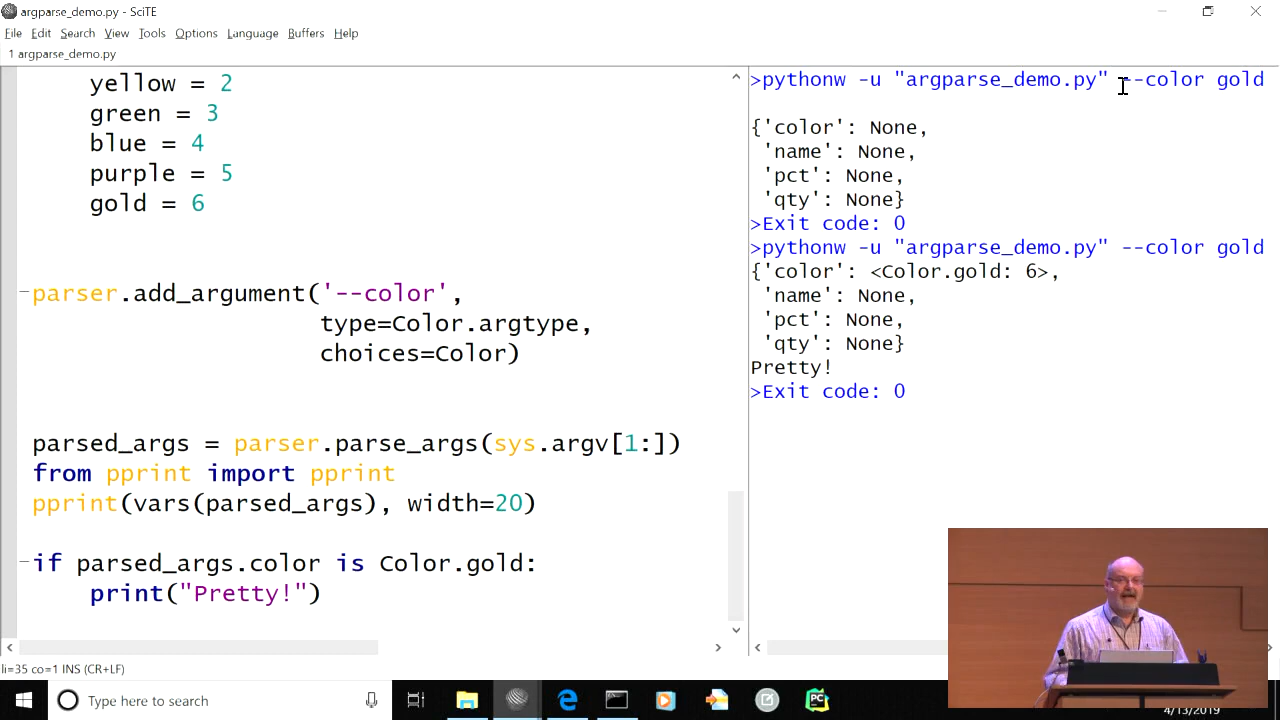 argparse_demo.py - SciTE
File Edit Search View Tools Options Language Buffers Help
1 argparse_demo.py
yellow = 2
green = 3
blue = 4
purple = 5
gold = 6
parser.add_argument('--color',
type=Color.argtype,
choices=Color)
parsed_args = parser.parse_args(sys.argv[1:])
from pprint import pprint
pprint(vars(parsed_args), width=20)
if parsed_args.color is Color.gold:
print("Pretty!")
>pythonw -u "argparse_demo.py" --color gold
{'color': None,
'name': None,
'pct': None,
'qty': None}
>Exit code: 0
>pythonw -u "argparse_demo.py" --color gold
{'color': <Color.gold: 6>,
'name': None,
'pct': None,
'qty': None}
Pretty!
>Exit code: 0
li=35 co=1 INS (CR+LF)
Type here to search
PC
4/13/2019